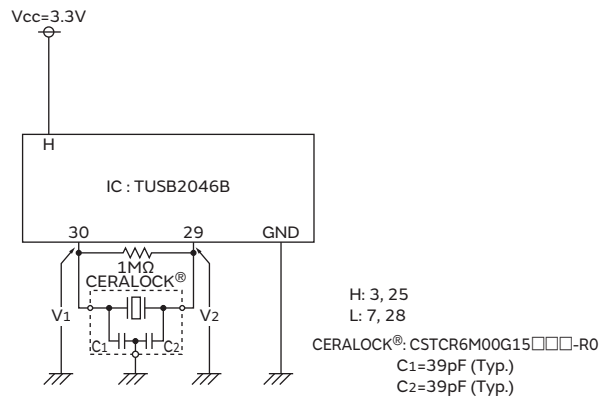 Vcc=3.3V
H
IC : TUSB2046B
30 29 GND
1MΩ
CERALOCK®
V1 V2
C1 C2
H: 3, 25
L: 7, 28
CERALOCK®: CSTCR6M00G15□□□-R0
C1=39pF (Typ.)
C2=39pF (Typ.)